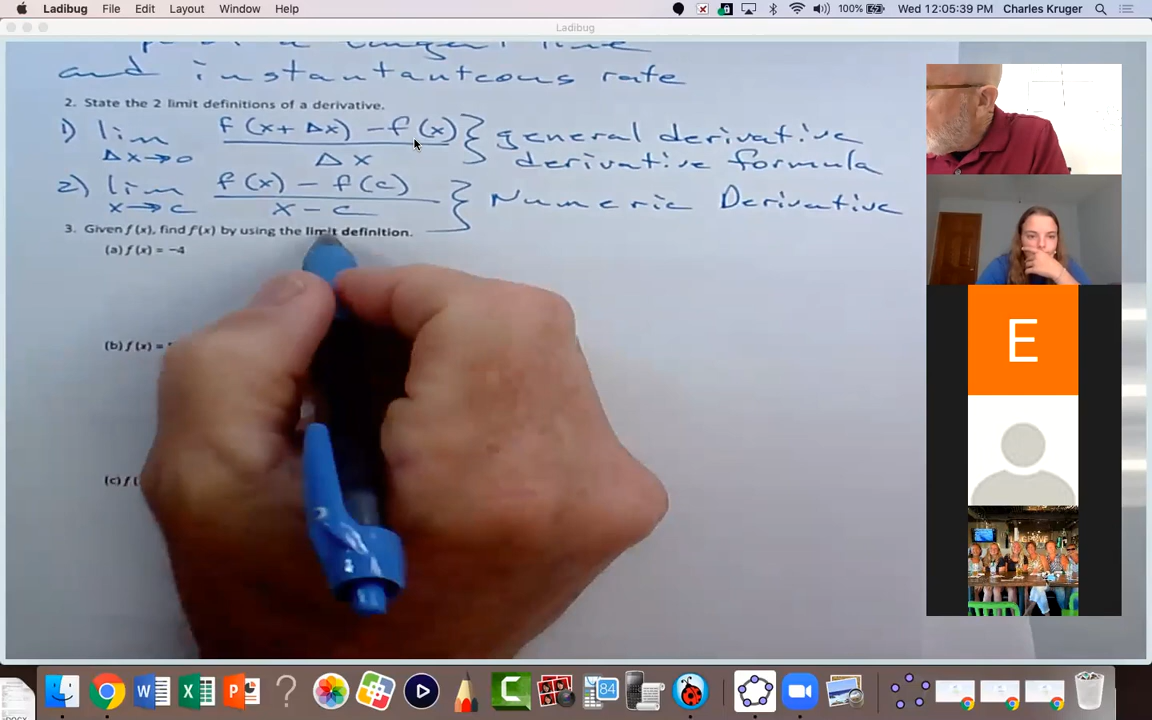 Ladibug File Edit Layout Window Help 100% Wed 12:05:39 PM Charles Kruger
Ladibug
and instantanteous rate
2. State the 2 limit definitions of a derivative.
1) lim Δx→0 f(x+Δx) -f(x) / Δx } general derivative
derivative formula
2) lim x→c f(x) - f(c) / x-c } Numeric Derivative
3. Given f(x), find f'(x) by using the limit definition.
(a) f(x) = -4
(b) f(x) =
(c) f(
E
84